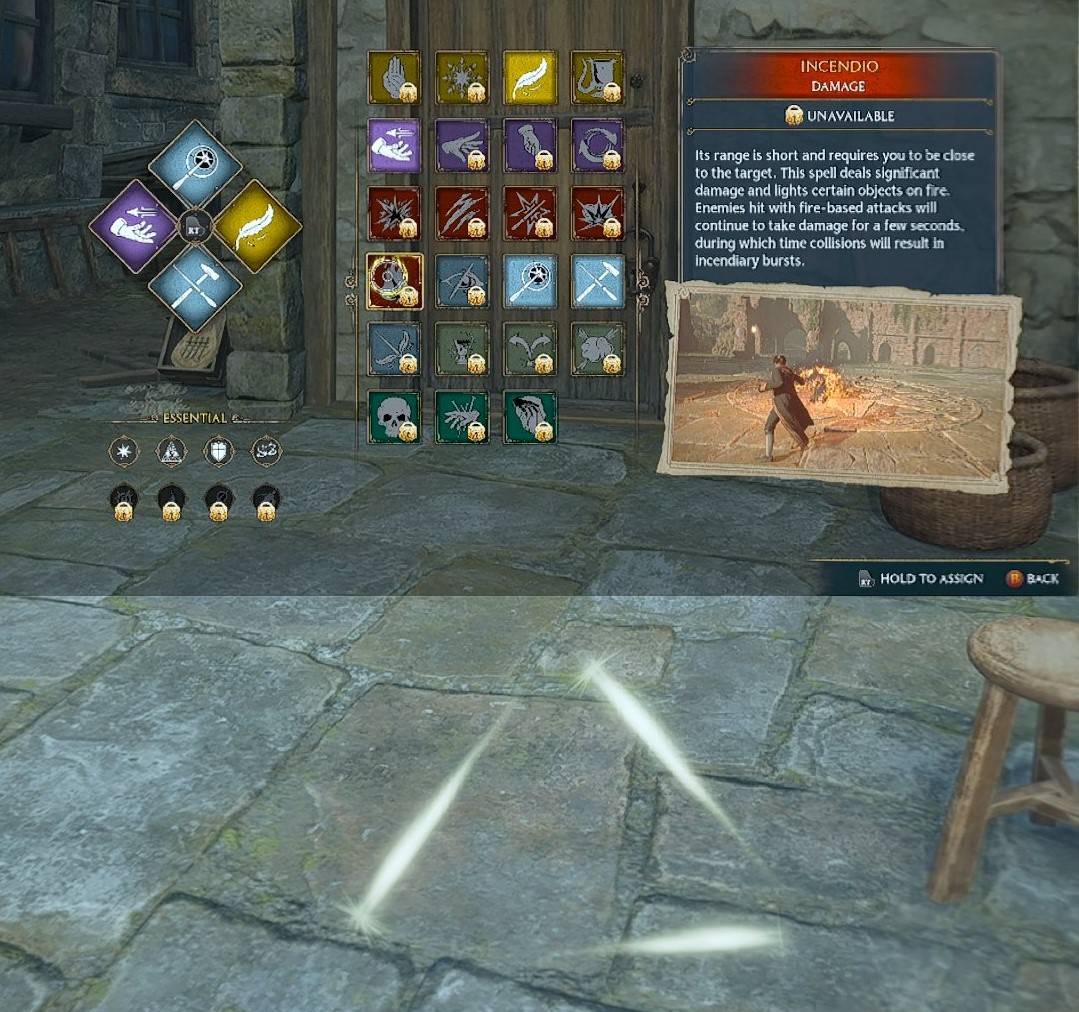 INCENDIO
DAMAGE
UNAVAILABLE
Its range is short and requires you to be close
to the target. This spell deals significant
damage and lights certain objects on fire.
Enemies hit with fire-based attacks will
continue to take damage for a few seconds,
during which time collisions will result in
incendiary bursts.
RT
ESSENTIAL
RT HOLD TO ASSIGN B BACK